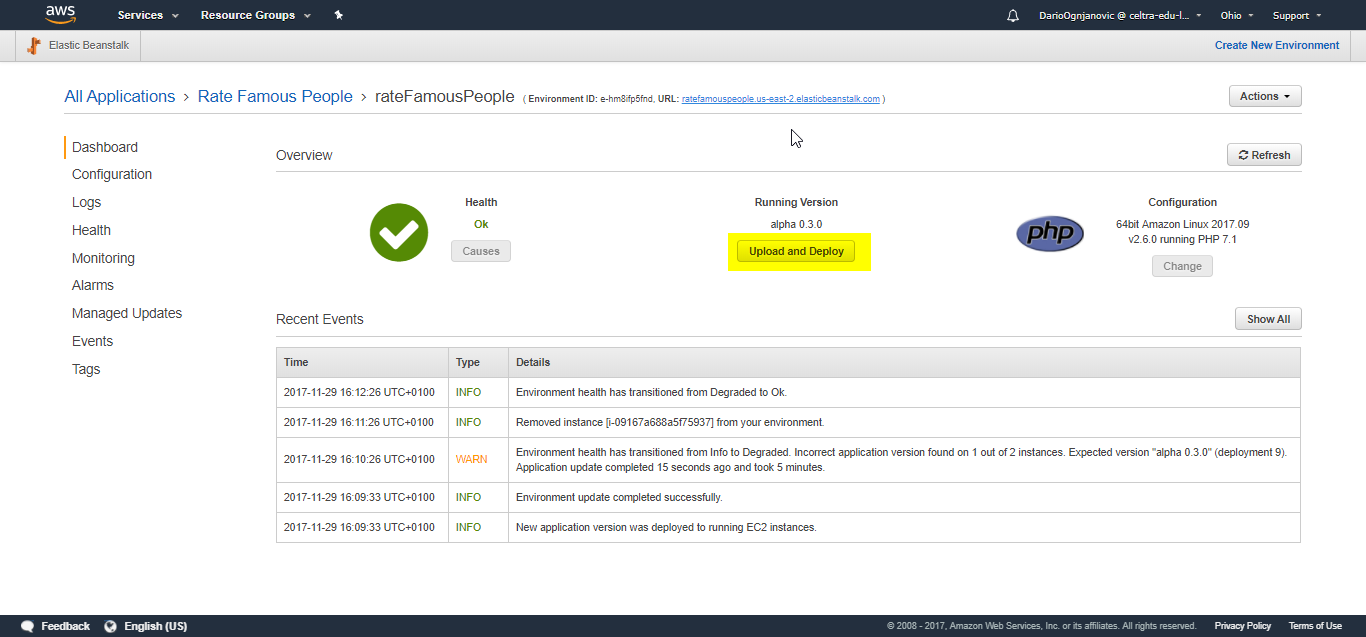 aws Services Resource Groups DarioOgnjanovic @ celtra-edu-l... Ohio Support
Elastic Beanstalk Create New Environment
All Applications > Rate Famous People > rateFamousPeople ( Environment ID: e-hm8ifp5fnd, URL: ratefamouspeople.us-east-2.elasticbeanstalk.com ) Actions
Dashboard
Configuration
Logs
Health
Monitoring
Alarms
Managed Updates
Events
Tags
Overview Refresh
Health
Ok
Causes
Running Version
alpha 0.3.0
Upload and Deploy
php
Configuration
64bit Amazon Linux 2017.09
v2.6.0 running PHP 7.1
Change
Recent Events Show All
Time Type Details
2017-11-29 16:12:26 UTC+0100 INFO Environment health has transitioned from Degraded to Ok.
2017-11-29 16:11:26 UTC+0100 INFO Removed instance [i-09167a688a5f75937] from your environment.
2017-11-29 16:10:26 UTC+0100 WARN Environment health has transitioned from Info to Degraded. Incorrect application version found on 1 out of 2 instances. Expected version "alpha 0.3.0" (deployment 9).
Application update completed 15 seconds ago and took 5 minutes.
2017-11-29 16:09:33 UTC+0100 INFO Environment update completed successfully.
2017-11-29 16:09:33 UTC+0100 INFO New application version was deployed to running EC2 instances.
Feedback English (US) © 2008 - 2017, Amazon Web Services, Inc. or its affiliates. All rights reserved. Privacy Policy Terms of Use